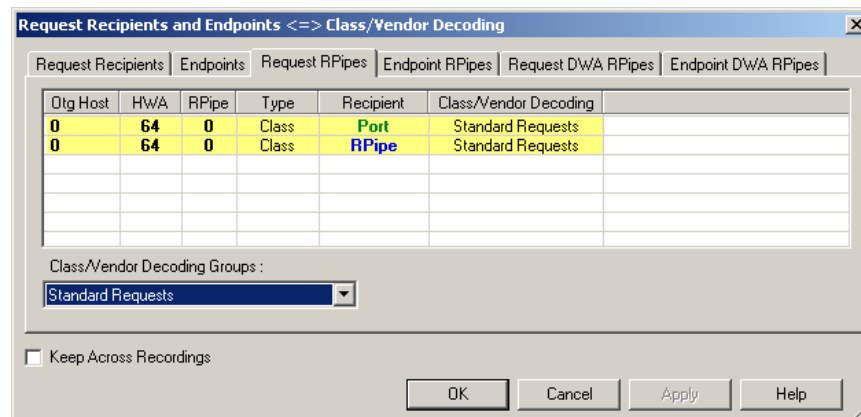 Request Recipients and Endpoints <=> Class/Vendor Decoding
Request Recipients Endpoints Request RPipes Endpoint RPipes Request DWA RPipes Endpoint DWA RPipes
Otg Host HWA RPipe Type Recipient Class/Vendor Decoding
0 64 0 Class Port Standard Requests
0 64 0 Class RPipe Standard Requests
Class/Vendor Decoding Groups :
Standard Requests
Keep Across Recordings
OK Cancel Apply Help